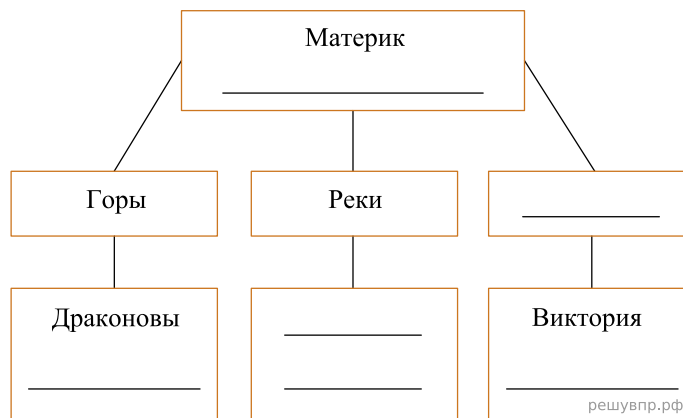 Материк
Горы
Реки
Драконовы
Виктория
решувпр.рф